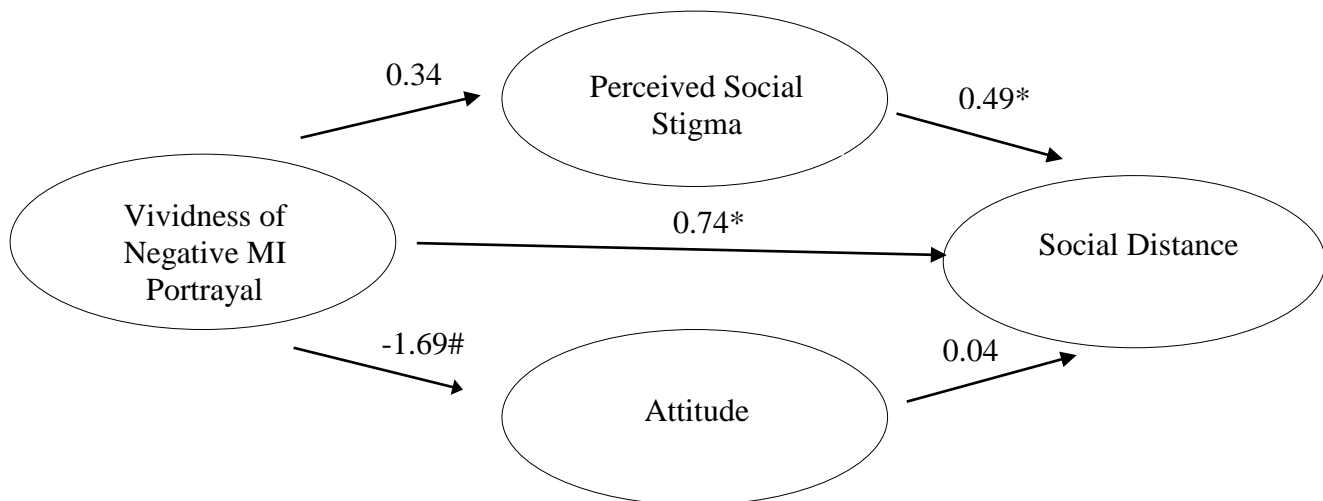 0.34
Perceived Social
Stigma
0.49*
Vividness of
Negative MI
Portrayal
0.74*
Social Distance
-1.69#
0.04
Attitude